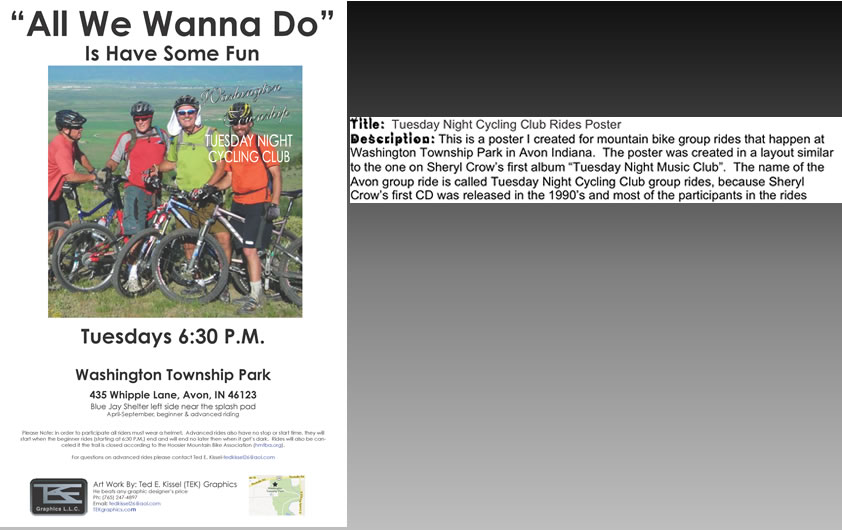 “All We Wanna Do”
Is Have Some Fun
Washington
Township
TUESDAY NIGHT
CYCLING CLUB
Tuesdays 6:30 P.M.
Washington Township Park
435 Whipple Lane, Avon, IN 46123
Blue Jay Shelter left side near the splash pad
April-September, beginner & advanced riding
Please Note: In order to participate all riders must wear a helmet. Advanced rides also have no stop or start time, they will
start when the beginner rides (starting at 6:30 P.M.) end and will end no later then when it get's dark. Rides will also be can-
celed if the trail is closed according to the Hoosier Mountain Bike Association (hmba.org).
For questions on advanced rides please contact Ted E. Kissel-tedkissel26@aol.com
TEK
Graphics L.L.C.
Art Work By: Ted E. Kissel (TEK) Graphics
He beats any graphic designer's price
Ph: (765) 247-4897
Email: tedkissel26@aol.com
TEKgraphics.com
Title: Tuesday Night Cycling Club Rides Poster
Description: This is a poster I created for mountain bike group rides that happen at
Washington Township Park in Avon Indiana. The poster was created in a layout similar
to the one on Sheryl Crow’s first album “Tuesday Night Music Club”. The name of the
Avon group ride is called Tuesday Night Cycling Club group rides, because Sheryl
Crow’s first CD was released in the 1990’s and most of the participants in the rides